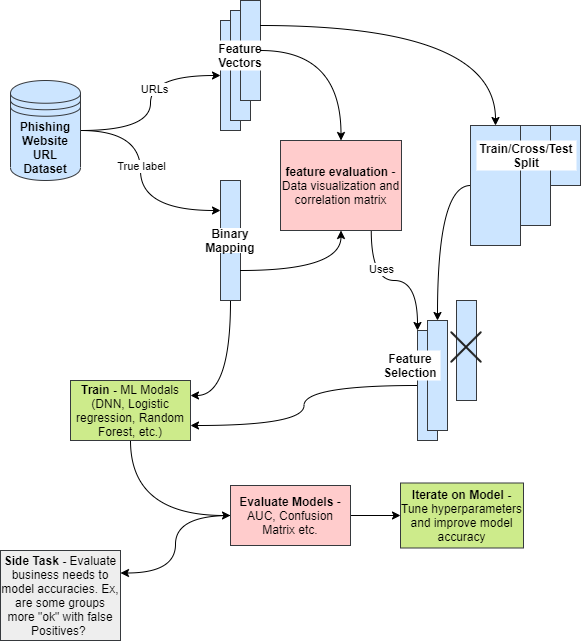 Feature
Vectors
URLs
Phishing
Website
URL
Dataset
Train/Cross/Test
Split
True label
feature evaluation -
Data visualization and
correlation matrix
Binary
Mapping
Uses
Feature
Selection
Train - ML Modals
(DNN, Logistic
regression, Random
Forest, etc.)
Evaluate Models -
AUC, Confusion
Matrix etc.
Iterate on Model -
Tune hyperparameters
and improve model
accuracy
Side Task - Evaluate
business needs to
model accuracies. Ex,
are some groups
more "ok" with false
Positives?